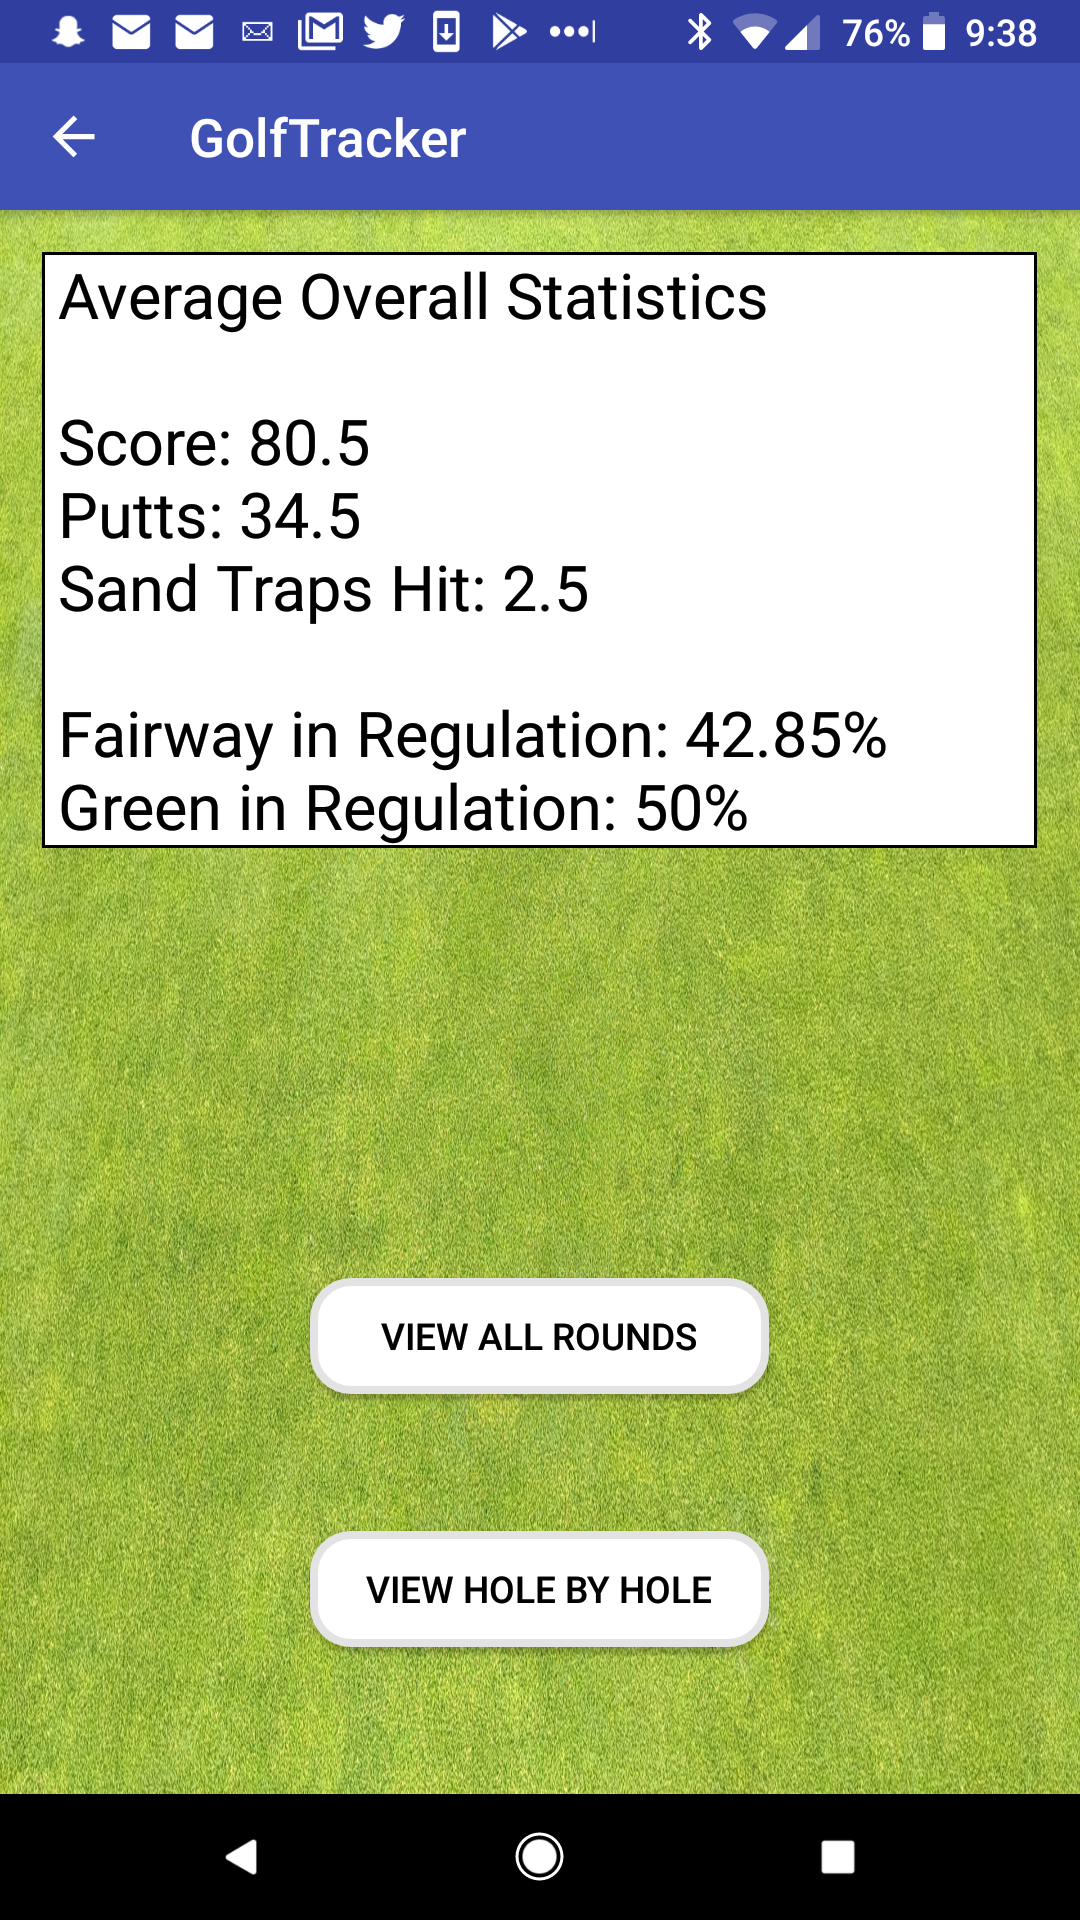 76% 9:38
GolfTracker
Average Overall Statistics
Score: 80.5
Putts: 34.5
Sand Traps Hit: 2.5
Fairway in Regulation: 42.85%
Green in Regulation: 50%
VIEW ALL ROUNDS
VIEW HOLE BY HOLE